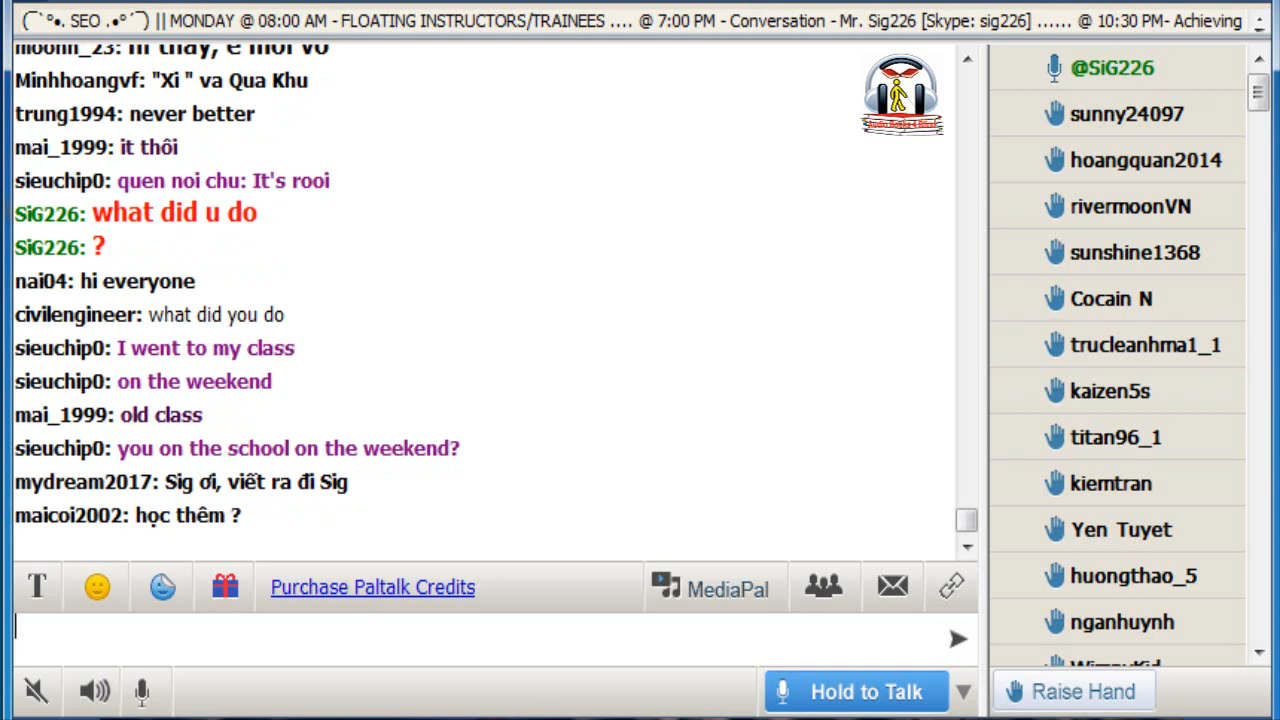 (¯`°•. SEO .•°´¯) || MONDAY @ 08:00 AM - FLOATING INSTRUCTORS/TRAINEES .... @ 7:00 PM - Conversation - Mr. Sig226 [Skype: sig226] ...... @ 10:30 PM- Achieving
moonn_23: hi thay, e moi vo
Minhhoangvf: "Xi " va Qua Khu
trung1994: never better
mai_1999: it thôi
sieuchip0: quen noi chu: It's rooi
SiG226: what did u do
SiG226: ?
nai04: hi everyone
civilengineer: what did you do
sieuchip0: I went to my class
sieuchip0: on the weekend
mai_1999: old class
sieuchip0: you on the school on the weekend?
mydream2017: Sig ơi, viết ra đi Sig
maicoi2002: học thêm ?
T
Purchase Paltalk Credits
MediaPal
Hold to Talk
@SiG226
sunny24097
hoangquan2014
rivermoonVN
sunshine1368
Cocain N
trucleanhma1_1
kaizen5s
titan96_1
kiemtran
Yen Tuyet
huongthao_5
nganhuynh
Raise Hand